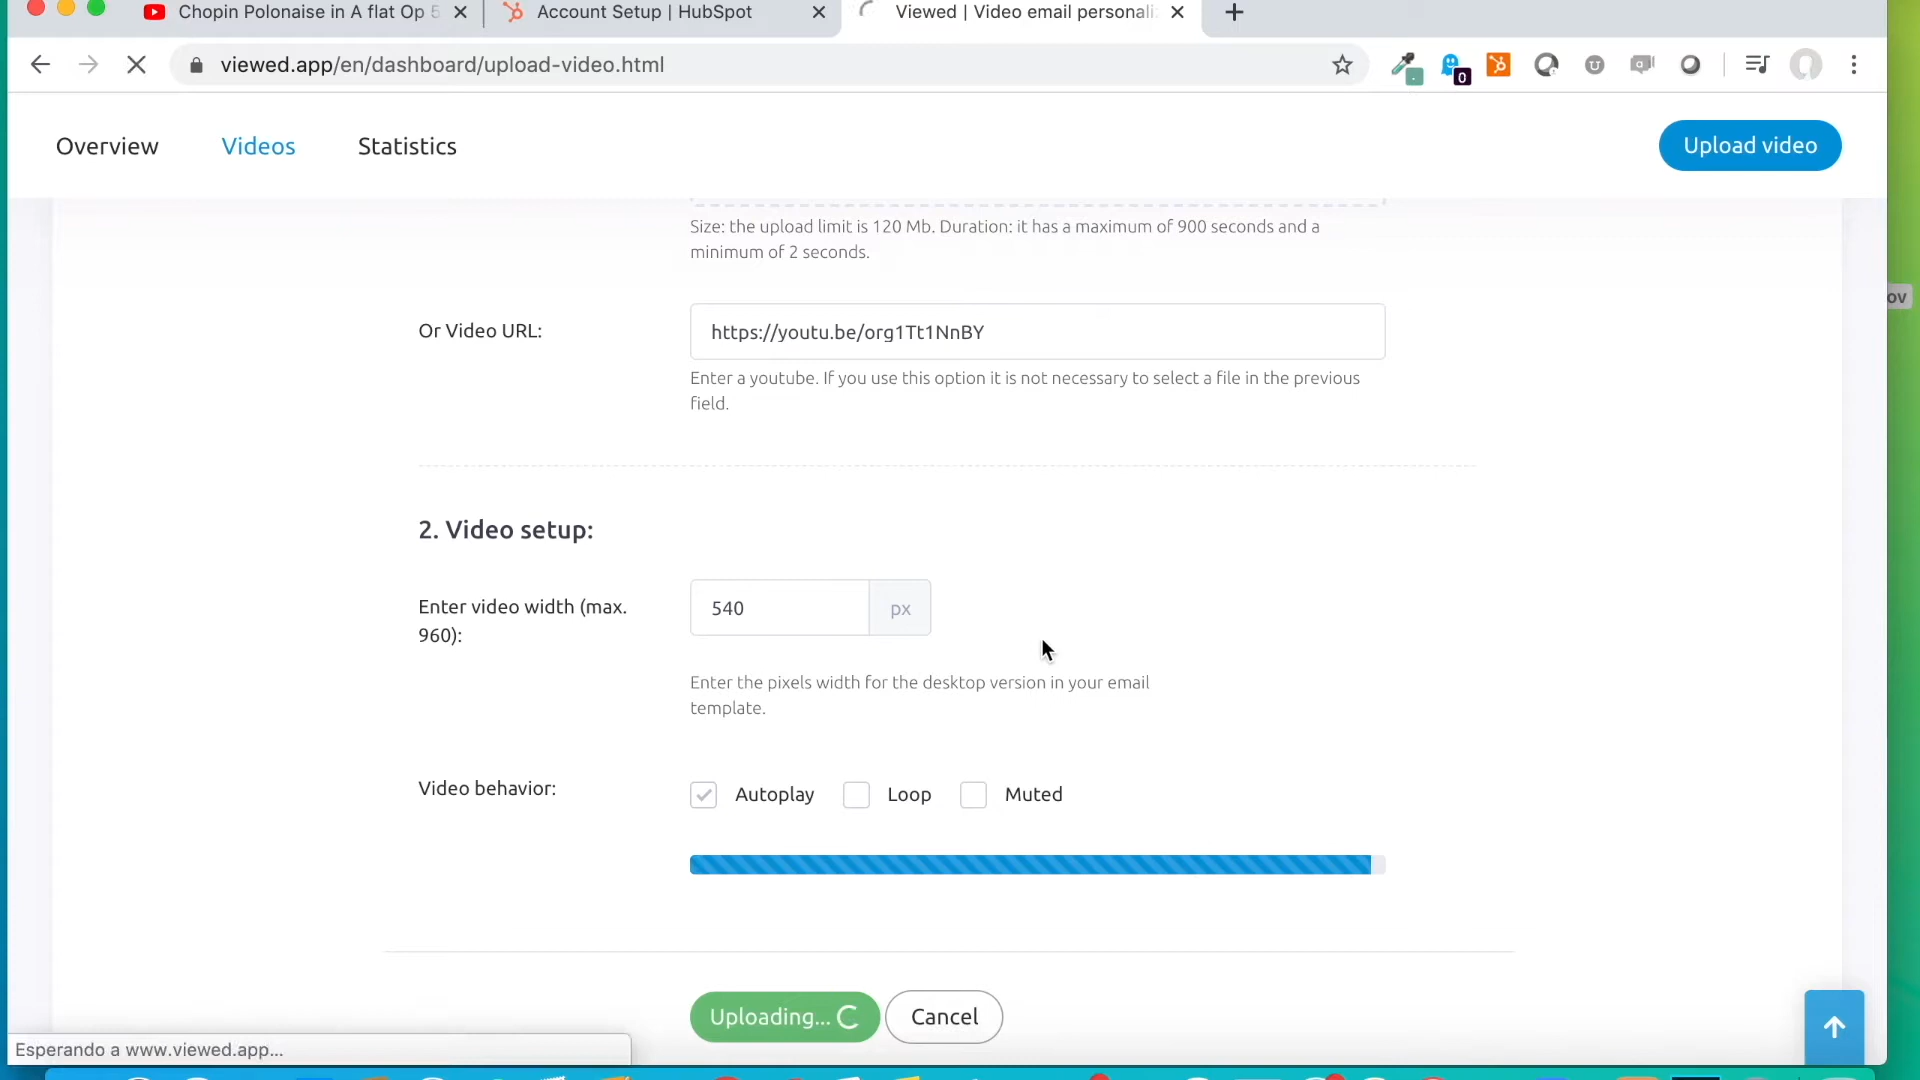 Chopin Polonaise in A flat Op 5
Account Setup | HubSpot
Viewed | Video email personali
viewed.app/en/dashboard/upload-video.html
0
Overview
Videos
Statistics
Upload video
ov
Size: the upload limit is 120 Mb. Duration: it has a maximum of 900 seconds and a
minimum of 2 seconds.
Or Video URL:
https://youtu.be/org1Tt1NnBY
Enter a youtube. If you use this option it is not necessary to select a file in the previous
field.
2. Video setup:
Enter video width (max.
960):
540
px
Enter the pixels width for the desktop version in your email
template.
Video behavior:
Autoplay
Loop
Muted
Uploading...
Cancel
Esperando a www.viewed.app...